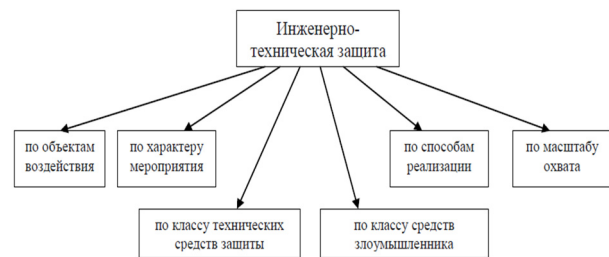 Инженерно-
техническая защита
по объектам
воздействия
по характеру
мероприятия
по способам
реализации
по масштабу
охвата
по классу технических
средств защиты
по классу средств
злоумышленника